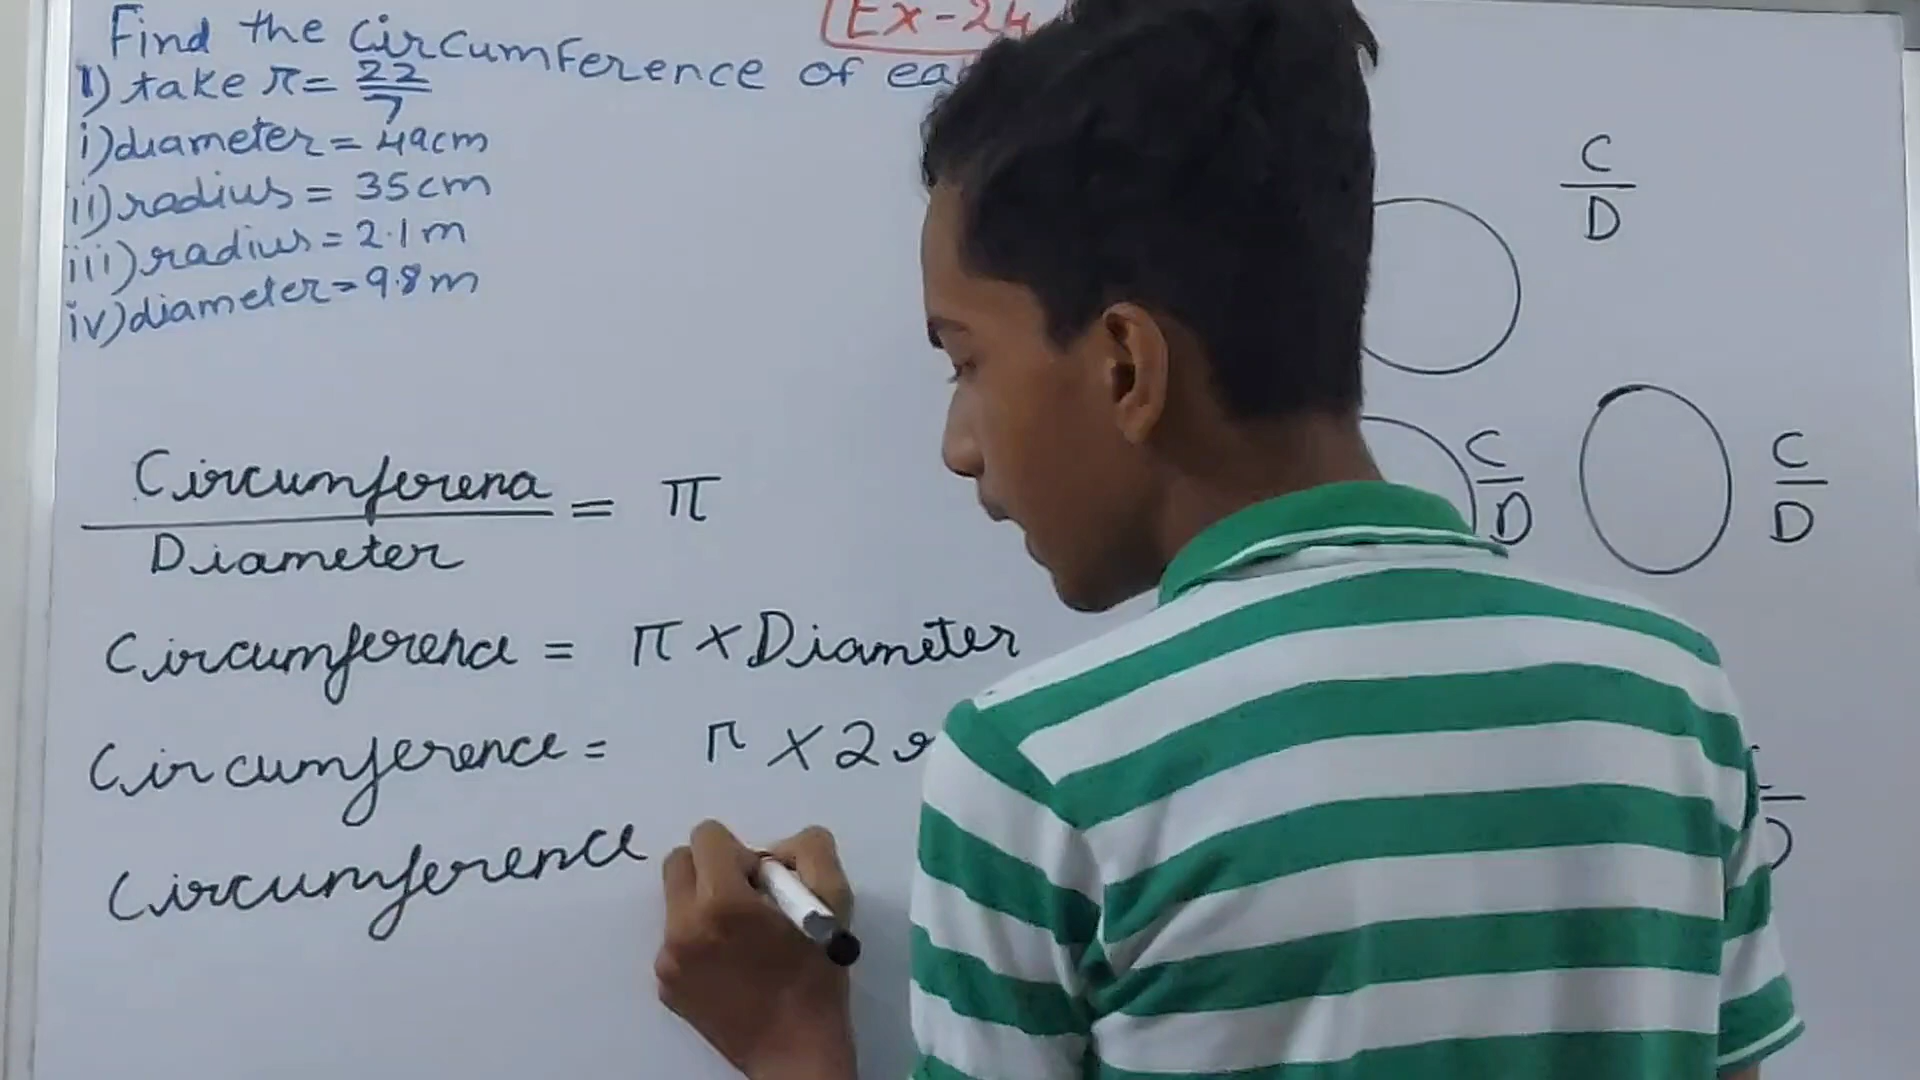 Ex-24
Find the Circumference of
1) take π = 22/7
i) diameter = 49cm
ii) radius = 35cm
iii) radius = 2.1m
iv) diameter = 9.8m
C/D
C/D
C/D
Circumferena/Diameter = π
Circumference = π × Diameter
Circumference = π × 2
Circumference